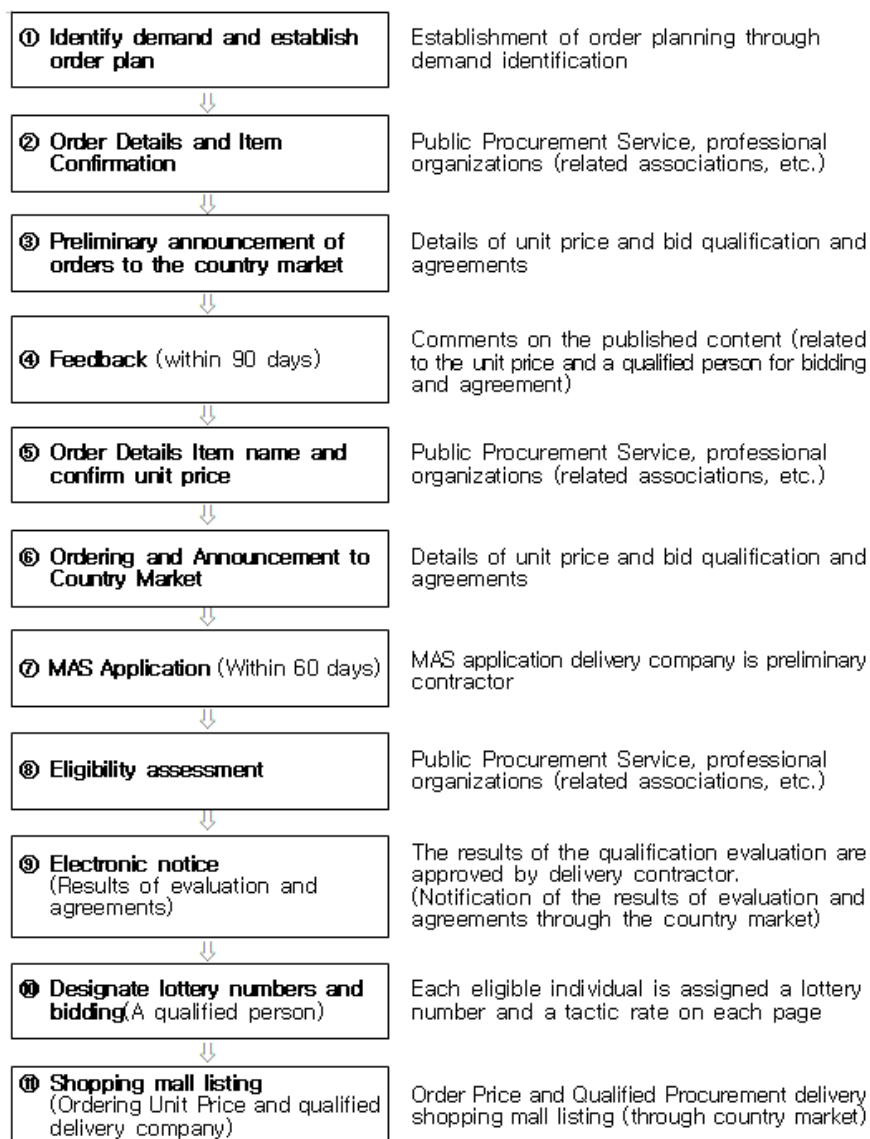 ① Identify demand and establish
order plan
Establishment of order planning through
demand identification
⇩
② Order Details and Item
Confirmation
Public Procurement Service, professional
organizations (related associations, etc.)
⇩
③ Preliminary announcement of
orders to the country market
Details of unit price and bid qualification and
agreements
⇩
④ Feedback (within 90 days)
Comments on the published content (related
to the unit price and a qualified person for bidding
and agreement)
⇩
⑤ Order Details Item name and
confirm unit price
Public Procurement Service, professional
organizations (related associations, etc.)
⇩
⑥ Ordering and Announcement to
Country Market
Details of unit price and bid qualification and
agreements
⇩
⑦ MAS Application (Within 60 days)
MAS application delivery company is preliminary
contractor
⇩
⑧ Eligibility assessment
Public Procurement Service, professional
organizations (related associations, etc.)
⇩
⑨ Electronic notice
(Results of evaluation and
agreements)
The results of the qualification evaluation are
approved by delivery contractor.
(Notification of the results of evaluation and
agreements through the country market)
⇩
⑩ Designate lottery numbers and
bidding(A qualified person)
Each eligible individual is assigned a lottery
number and a tactic rate on each page
⇩
⑪ Shopping mall listing
(Ordering Unit Price and qualified
delivery company)
Order Price and Qualified Procurement delivery
shopping mall listing (through country market)